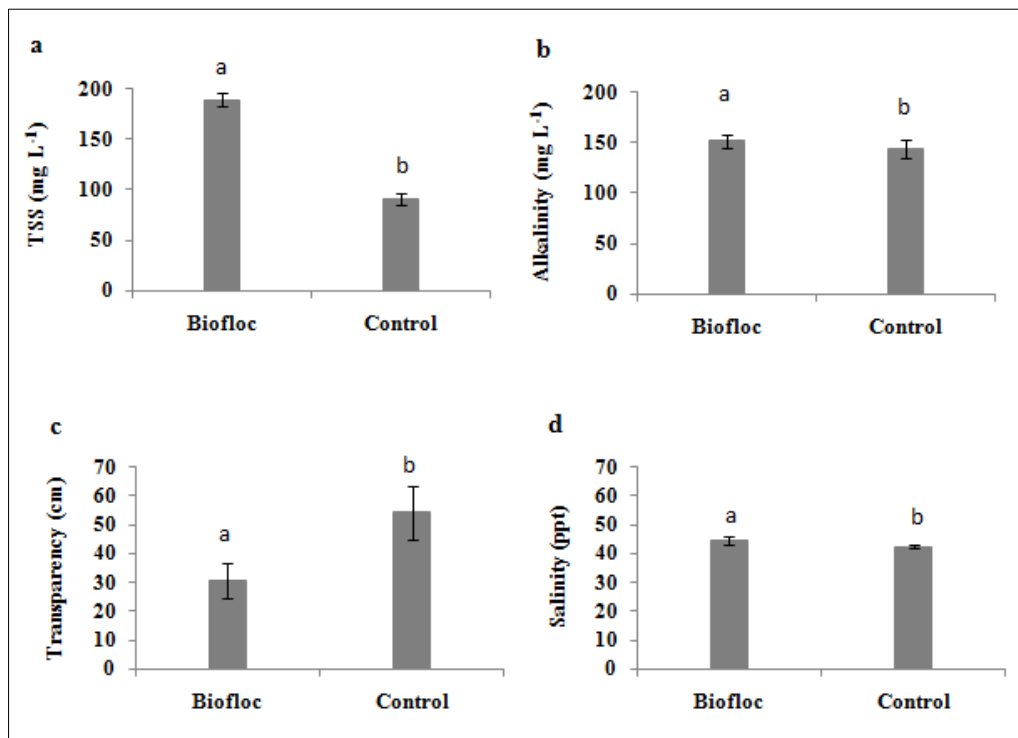 a
a
b
TSS (mg L-1)
200
150
100
50
0
Biofloc Control
b
a
b
Alkalinity (mg L-1)
200
150
100
50
0
Biofloc Control
c
a
b
Transparency (cm)
70
60
50
40
30
20
10
0
Biofloc Control
d
a
b
Salinity (ppt)
70
60
50
40
30
20
10
0
Biofloc Control